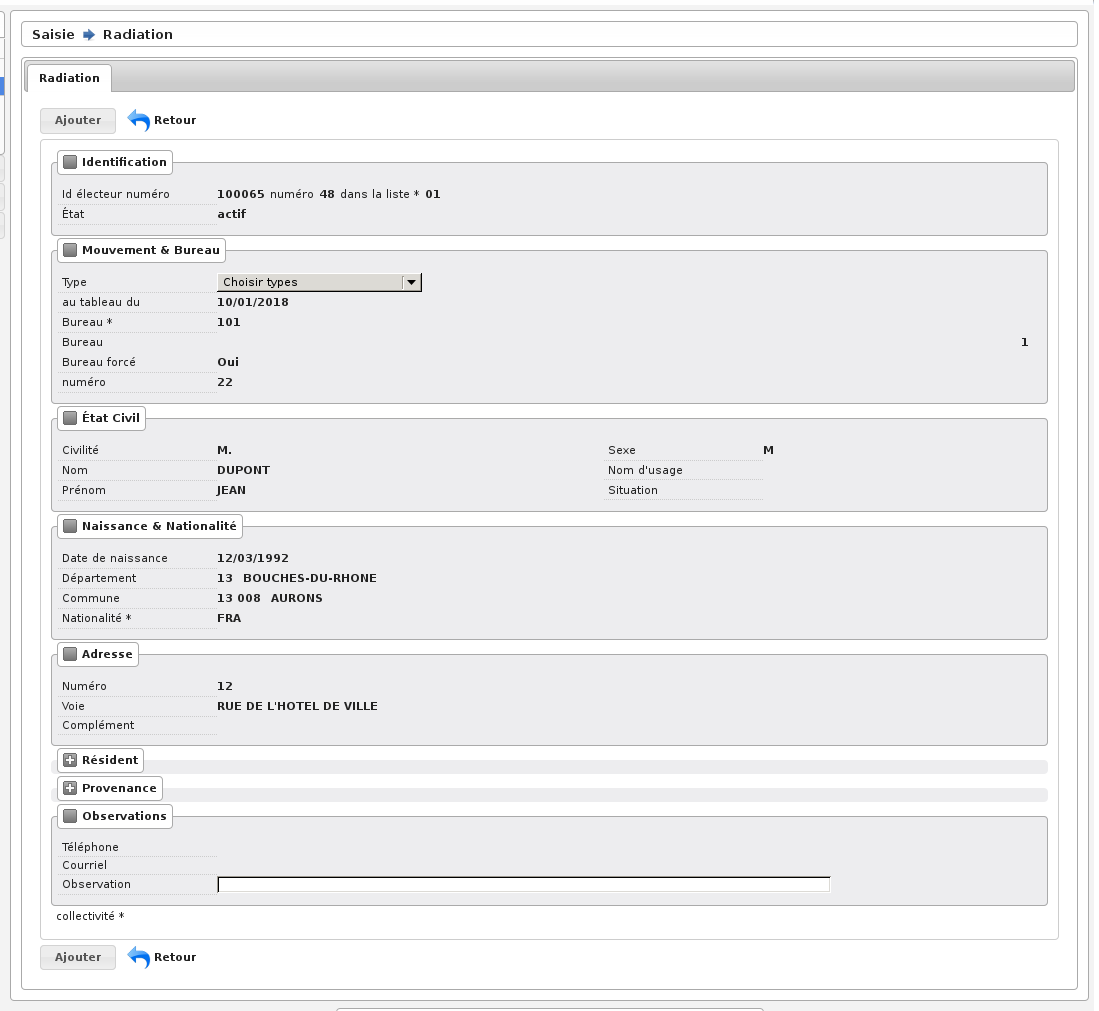 Saisie Radiation
Radiation
Ajouter Retour
Identification
Id électeur numéro 100065 numéro 48 dans la liste * 01
État actif
Mouvement & Bureau
Type Choisir types
au tableau du 10/01/2018
Bureau * 101
Bureau 1
Bureau forcé Oui
numéro 22
État Civil
Civilité M. Sexe M
Nom DUPONT Nom d'usage
Prénom JEAN Situation
Naissance & Nationalité
Date de naissance 12/03/1992
Département 13 BOUCHES-DU-RHONE
Commune 13 008 AURONS
Nationalité * FRA
Adresse
Numéro 12
Voie RUE DE L'HOTEL DE VILLE
Complément
Résident
Provenance
Observations
Téléphone
Courriel
Observation
collectivité *
Ajouter Retour